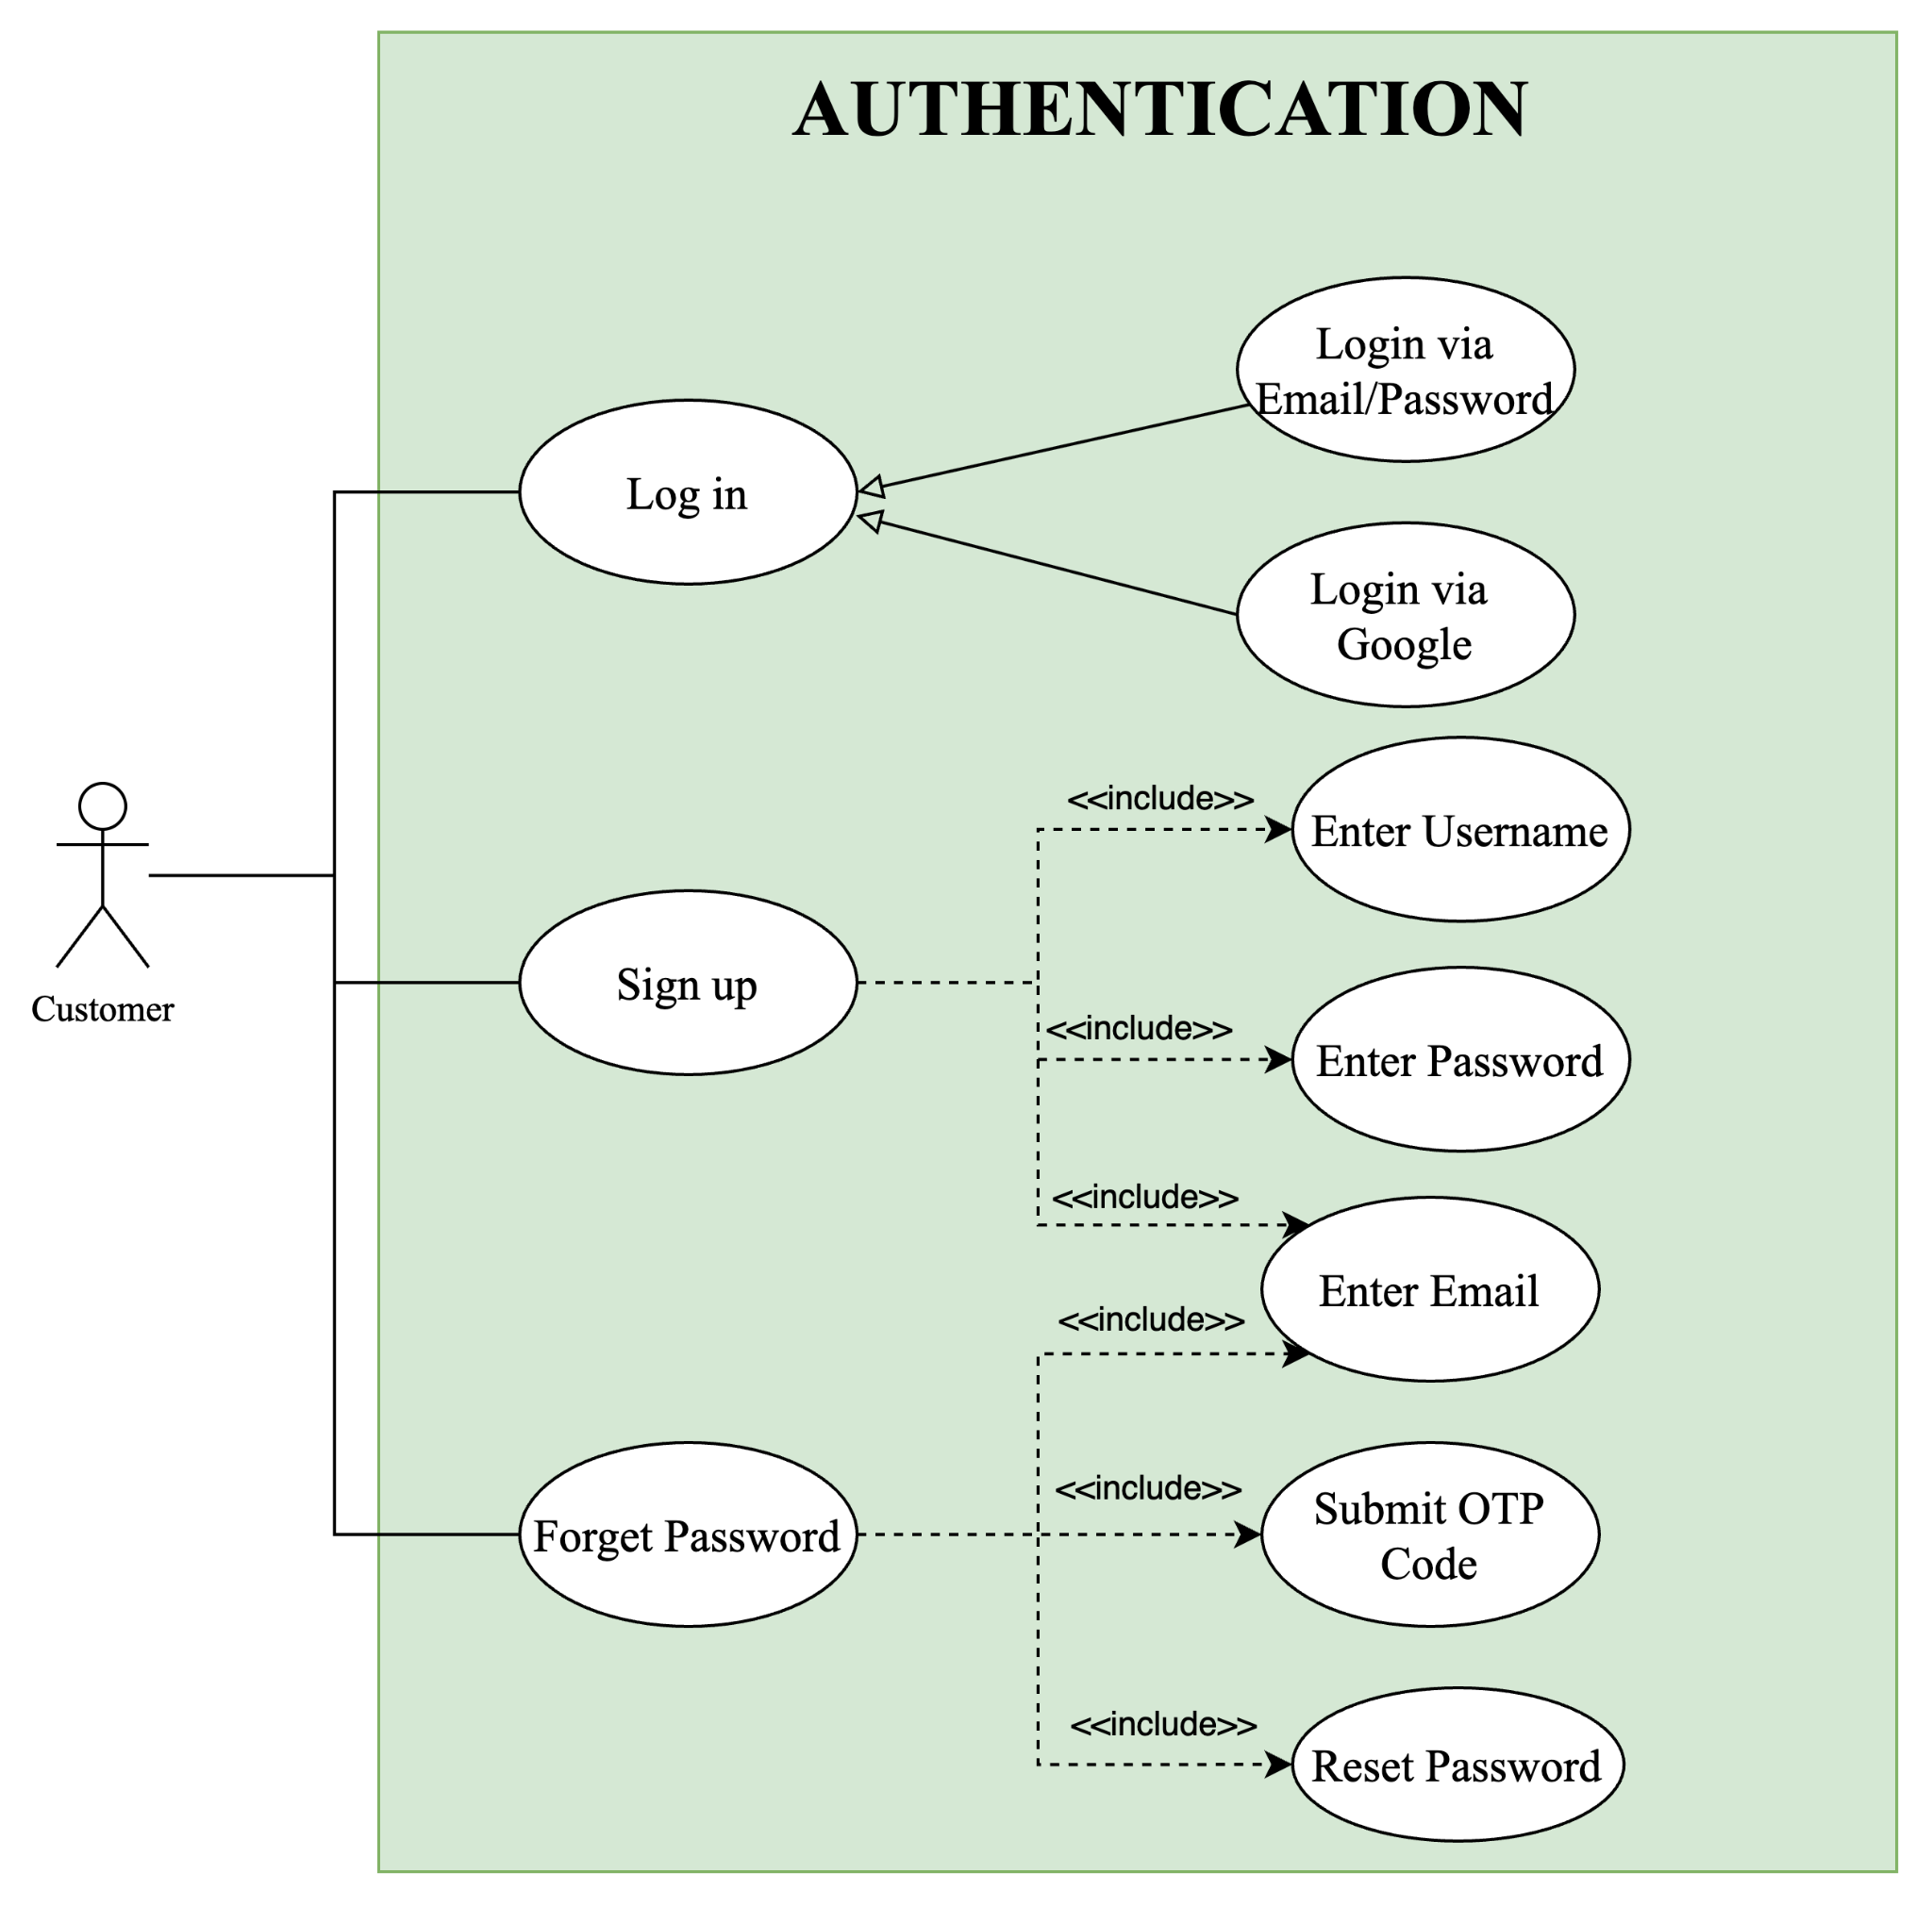 AUTHENTICATION
Login via
Email/Password
Log in
Login via
Google
<<include>>
Enter Username
Customer
Sign up
<<include>>
Enter Password
<<include>>
Enter Email
<<include>>
<<include>>
Forget Password
Submit OTP
Code
<<include>>
Reset Password